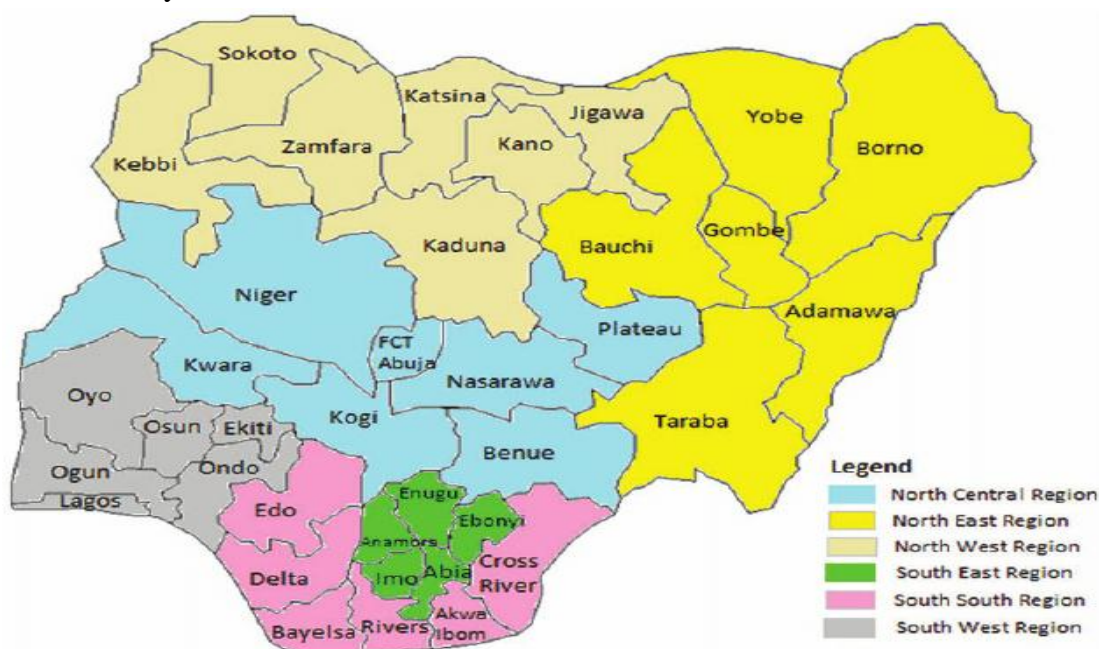 Sokoto
Katsina
Jigawa
Yobe
Borno
Kebbi
Zamfara
Kano
Kaduna
Bauchi
Gombe
Niger
Adamawa
Plateau
FCT
Abuja
Kwara
Nasarawa
Oyo
Kogi
Taraba
Osun
Ekiti
Benue
Ogun
Ondo
Lagos
Enugu
Edo
Ebonyi
Anambra
Imo
Abia
Cross
River
Delta
Bayelsa
Rivers
Akwa
Ibom
Legend
North Central Region
North East Region
North West Region
South East Region
South South Region
South West Region